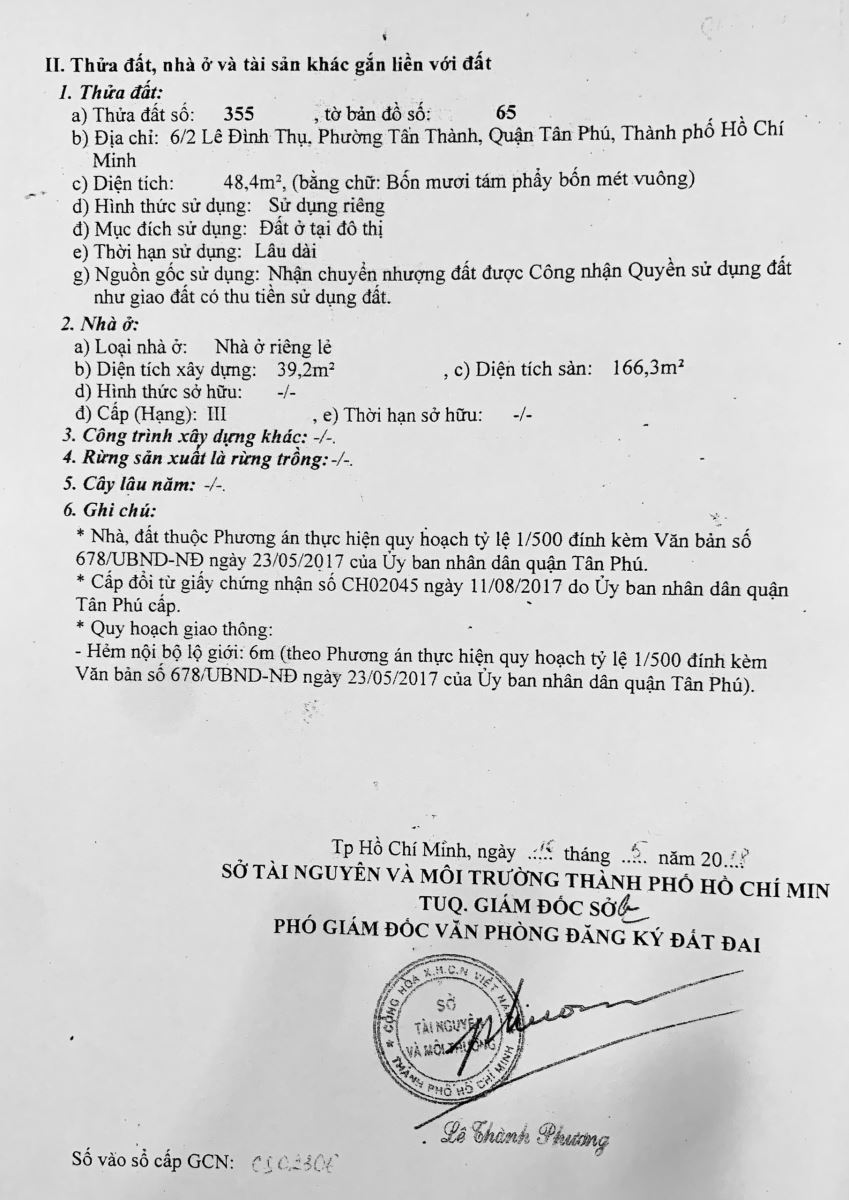 II. Thửa đất, nhà ở và tài sản khác gắn liền với đất
1. Thửa đất:
a) Thửa đất số: 355 , tờ bản đồ số: 65
b) Địa chỉ: 6/2 Lê Đình Thụ, Phường Tân Thành, Quận Tân Phú, Thành phố Hồ Chí
Minh
c) Diện tích: 48,4m², (bằng chữ: Bốn mươi tám phẩy bốn mét vuông)
d) Hình thức sử dụng: Sử dụng riêng
đ) Mục đích sử dụng: Đất ở tại đô thị
e) Thời hạn sử dụng: Lâu dài
g) Nguồn gốc sử dụng: Nhận chuyển nhượng đất được Công nhận Quyền sử dụng đất
như giao đất có thu tiền sử dụng đất.
2. Nhà ở:
a) Loại nhà ở: Nhà ở riêng lẻ
b) Diện tích xây dựng: 39,2m² , c) Diện tích sàn: 166,3m²
d) Hình thức sở hữu: -/-
đ) Cấp (Hạng): III , e) Thời hạn sở hữu: -/-
3. Công trình xây dựng khác: -/-.
4. Rừng sản xuất là rừng trồng: -/-.
5. Cây lâu năm: -/-.
6. Ghi chú:
* Nhà, đất thuộc Phương án thực hiện quy hoạch tỷ lệ 1/500 đính kèm Văn bản số
678/UBND-NĐ ngày 23/05/2017 của Ủy ban nhân dân quận Tân Phú.
* Cấp đổi từ giấy chứng nhận số CH02045 ngày 11/08/2017 do Ủy ban nhân dân quận
Tân Phú cấp.
* Quy hoạch giao thông:
- Hẻm nội bộ lộ giới: 6m (theo Phương án thực hiện quy hoạch tỷ lệ 1/500 đính kèm
Văn bản số 678/UBND-NĐ ngày 23/05/2017 của Ủy ban nhân dân quận Tân Phú).
Tp Hồ Chí Minh, ngày tháng 5 năm 2018
SỞ TÀI NGUYÊN VÀ MÔI TRƯỜNG THÀNH PHỐ HỒ CHÍ MIN
TUQ. GIÁM ĐỐC SỞ
PHÓ GIÁM ĐỐC VĂN PHÒNG ĐĂNG KÝ ĐẤT ĐAI
CỘNG HÒA X.H.C.N VIỆT NA
SỞ
TÀI NGUYÊN
VÀ MÔI TRƯỜNG
THÀNH PHỐ HỒ CHÍ MINH
Lê Thành Phương
Số vào sổ cấp GCN: